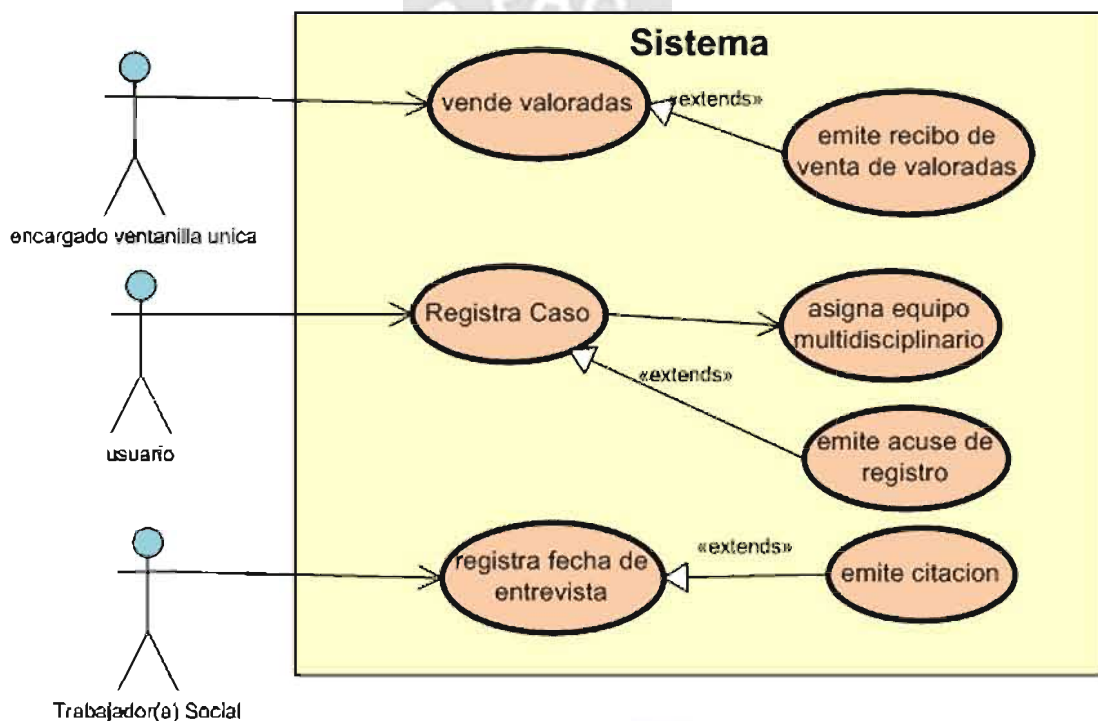 Sistema
vende valoradas
«extends»
emite recibo de
venta de valoradas
encargado ventanilla unica
Registra Caso
asigna equipo
multidisciplinario
«extends»
emite acuse de
registro
usuario
registra fecha de
entrevista
«extends»
emite citacion
Trabajador(a) Social